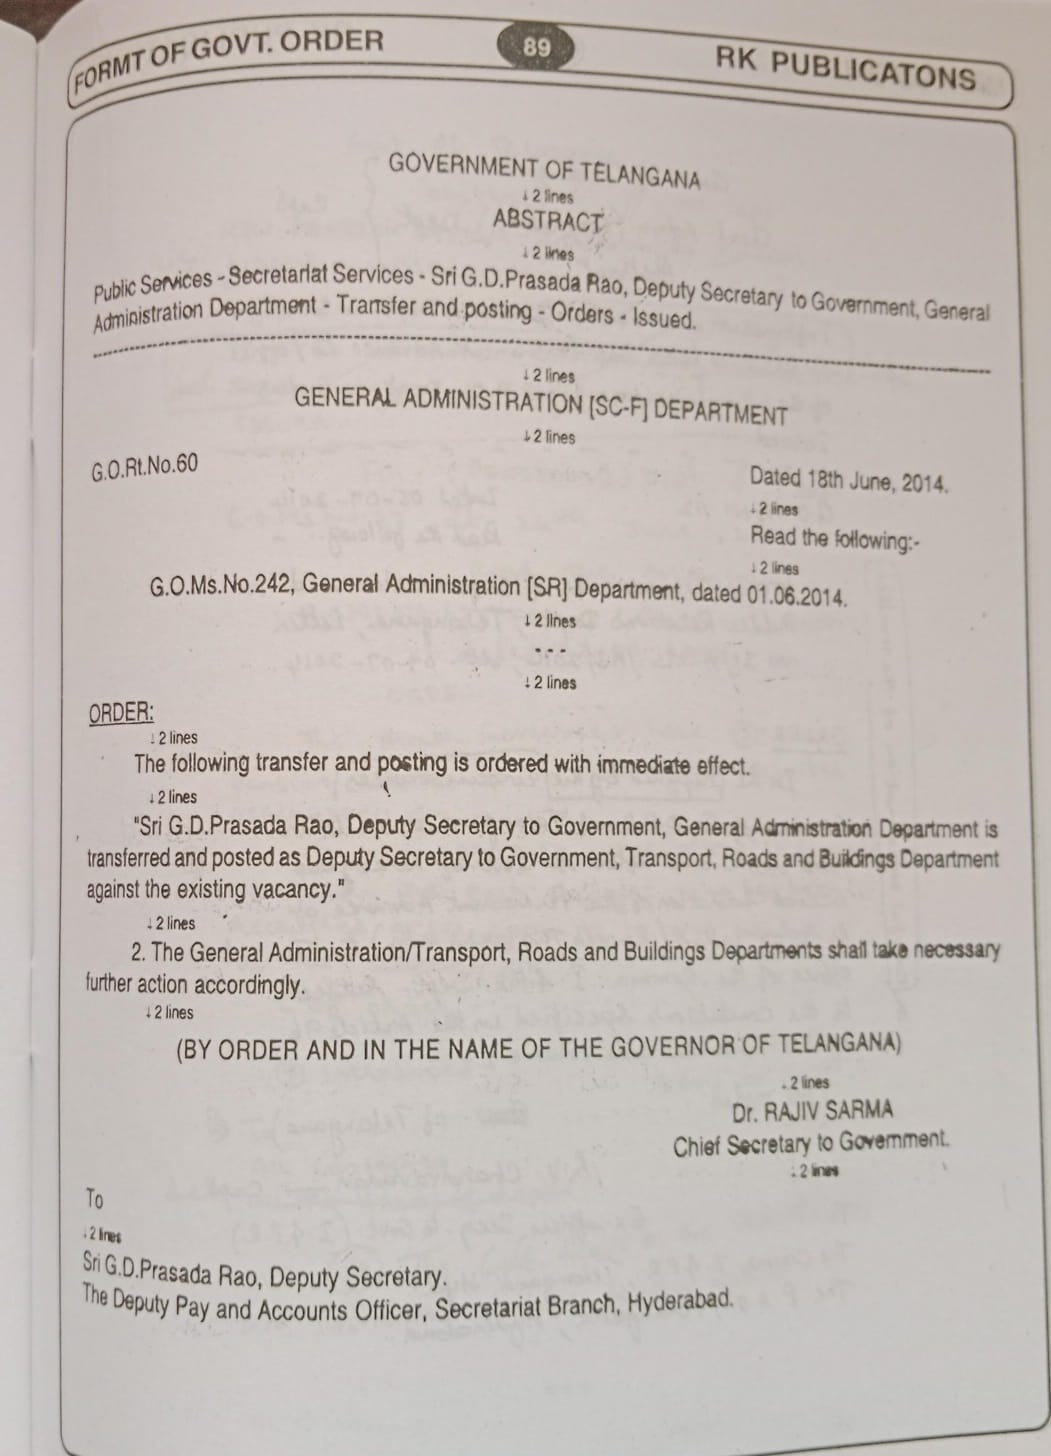 FORMT OF GOVT. ORDER
89
RK PUBLICATONS
GOVERNMENT OF TELANGANA
↓2 lines
ABSTRACT
↓2 lines
Public Services - Secretariat Services - Sri G.D.Prasada Rao, Deputy Secretary to Government, General
Administration Department - Transfer and posting - Orders - Issued.
↓2 lines
GENERAL ADMINISTRATION [SC-F] DEPARTMENT
↓2 lines
G.O.Rt.No.60
Dated 18th June, 2014.
↓2 lines
Read the following:-
↓2 lines
G.O.Ms.No.242, General Administration [SR] Department, dated 01.06.2014.
↓2 lines
- - -
↓2 lines
ORDER:
↓2 lines
The following transfer and posting is ordered with immediate effect.
↓2 lines
"Sri G.D.Prasada Rao, Deputy Secretary to Government, General Administration Department is
transferred and posted as Deputy Secretary to Government, Transport, Roads and Buildings Department
against the existing vacancy."
↓2 lines
2. The General Administration/Transport, Roads and Buildings Departments shall take necessary
further action accordingly.
↓2 lines
(BY ORDER AND IN THE NAME OF THE GOVERNOR OF TELANGANA)
↓2 lines
Dr. RAJIV SARMA
Chief Secretary to Government.
↓2 lines
To
↓2 lines
Sri G.D.Prasada Rao, Deputy Secretary.
The Deputy Pay and Accounts Officer, Secretariat Branch, Hyderabad.